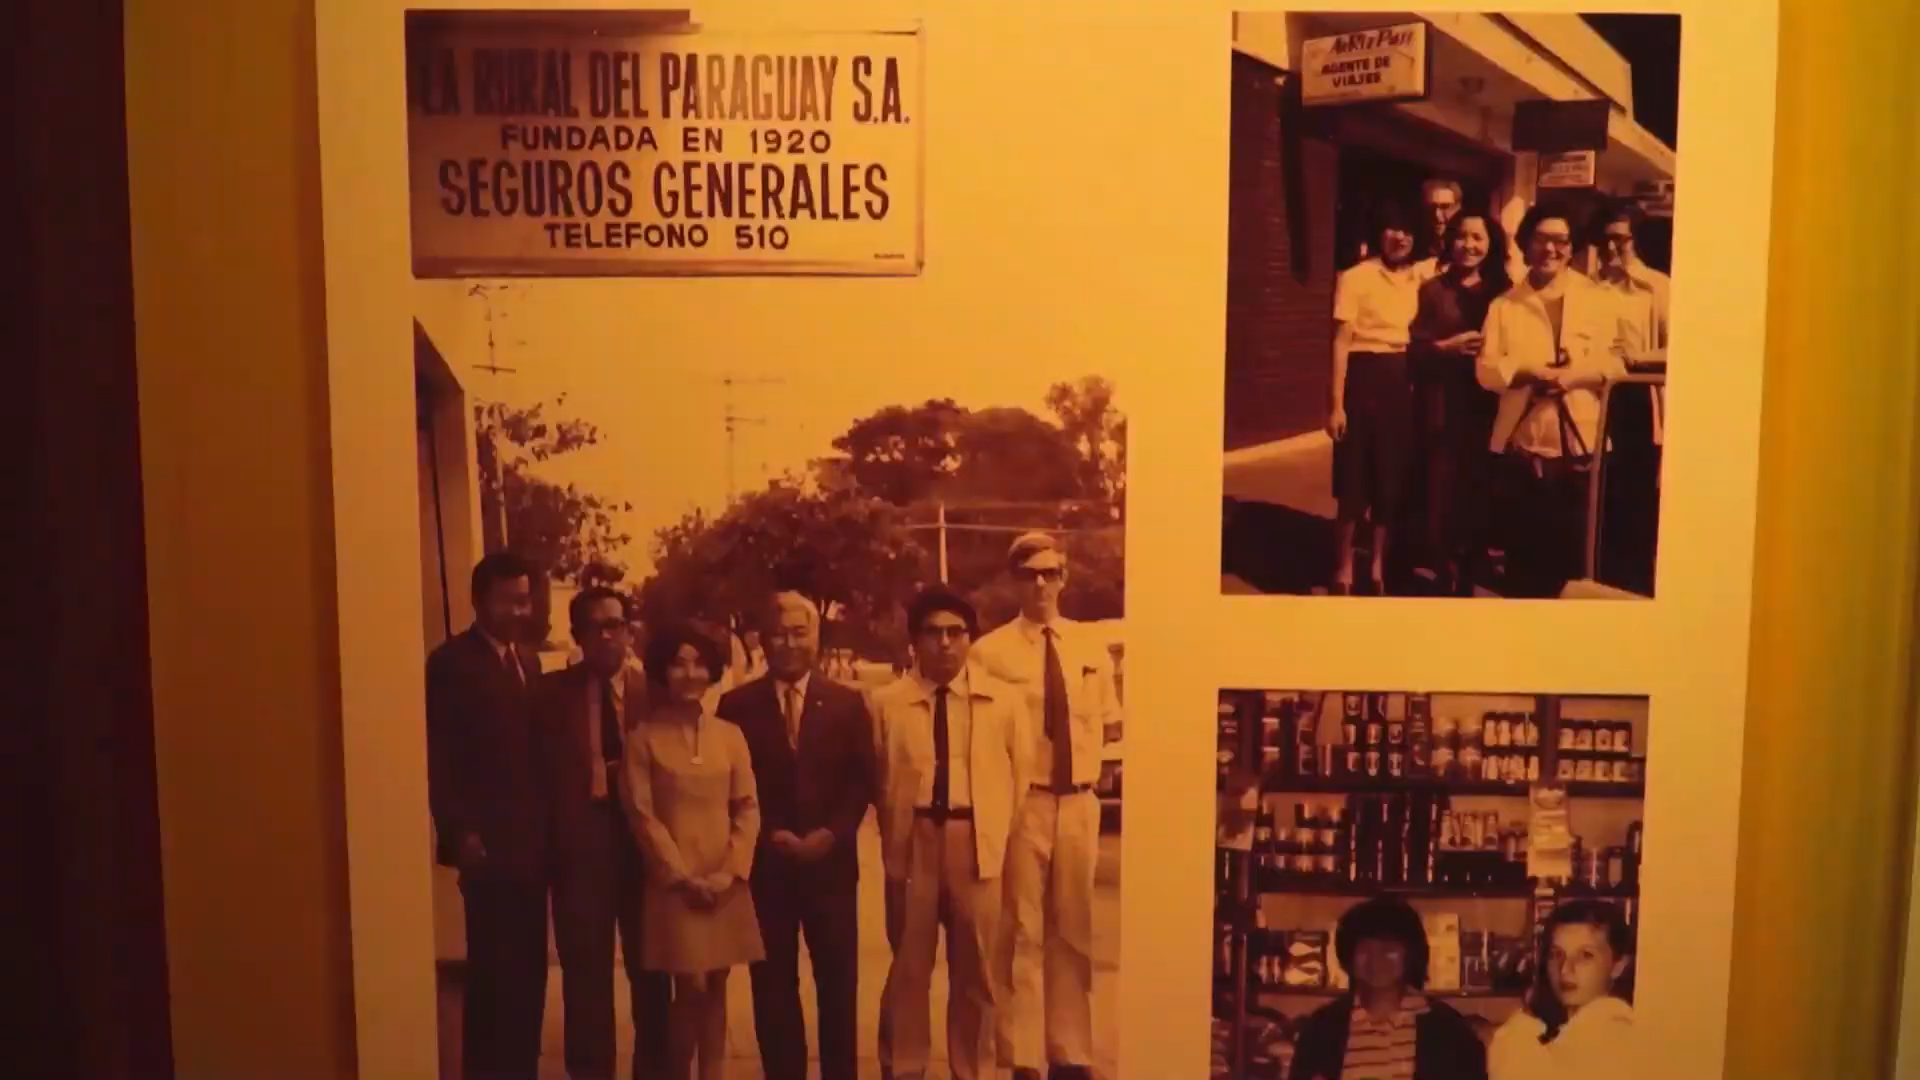 LA RURAL DEL PARAGUAY S.A.
FUNDADA EN 1920
SEGUROS GENERALES
TELEFONO 510
AGENTE DE
VIAJES